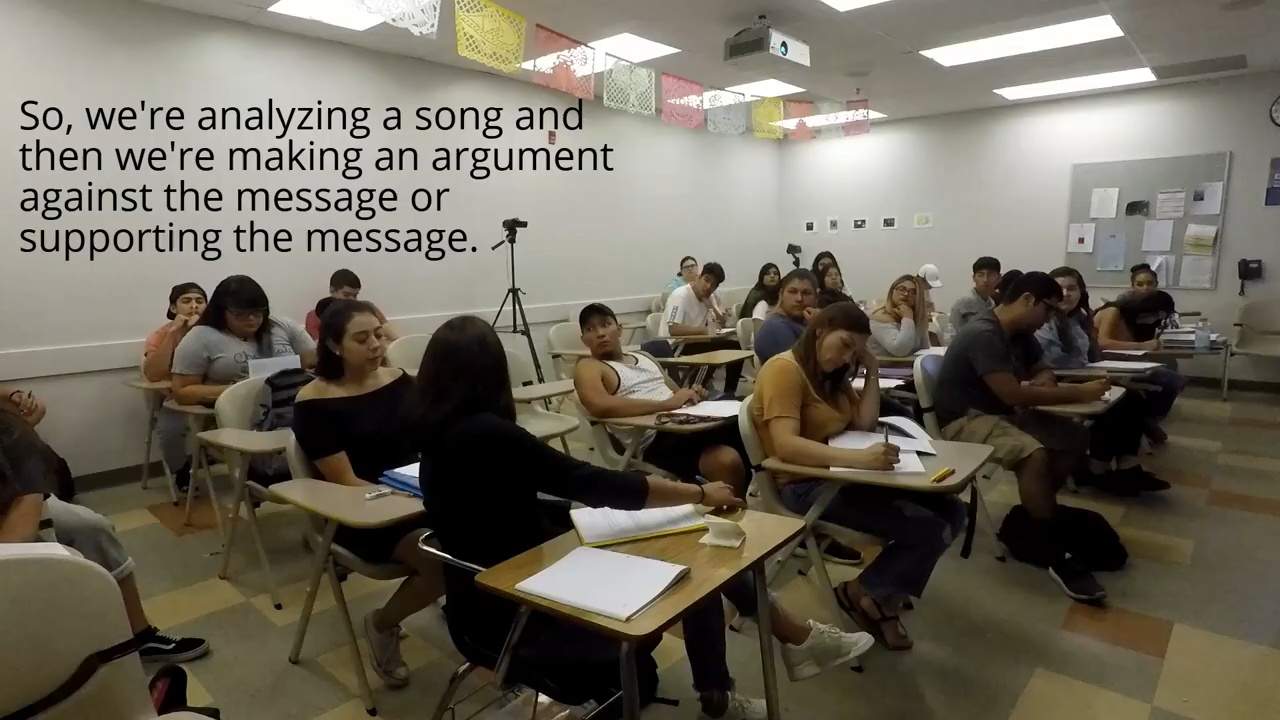 So, we're analyzing a song and
then we're making an argument
against the message or
supporting the message.